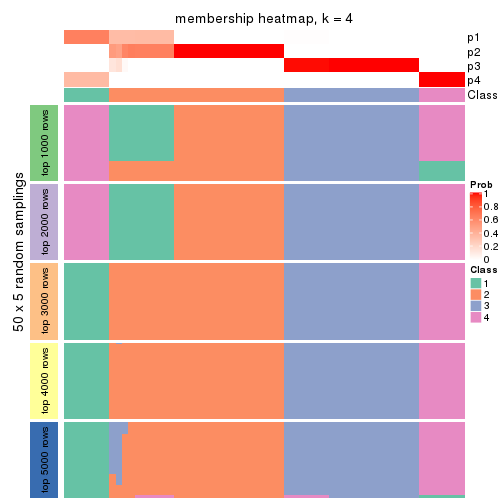 membership heatmap, k = 4
p1
p2
p3
p4
Class
50 x 5 random samplings
top 1000 rows
top 2000 rows
top 3000 rows
top 4000 rows
top 5000 rows
Prob
1
0.8
0.6
0.4
0.2
0
Class
1
2
3
4